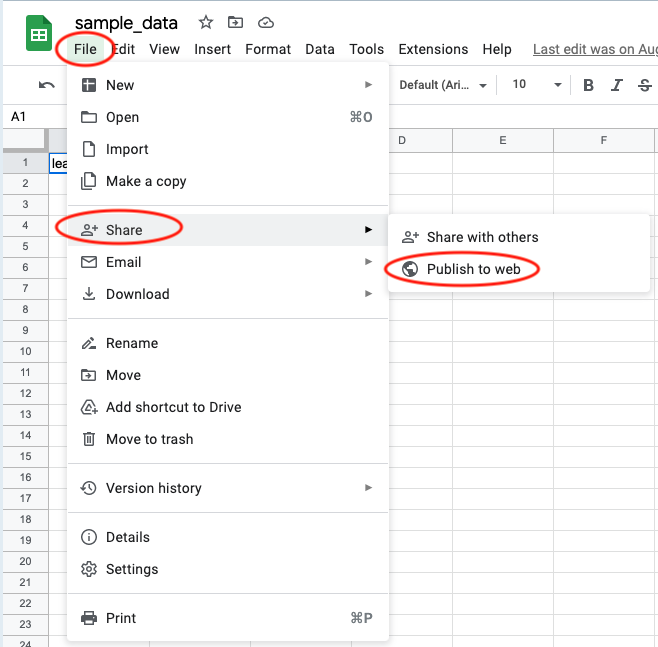 sample_data
File Edit View Insert Format Data Tools Extensions Help Last edit was on Aug
Default (Ari... 10 B I S
A1
D E F
New
Open ⌘O
Import
Make a copy
Share
Share with others
Publish to web
Email
Download
Rename
Move
Add shortcut to Drive
Move to trash
Version history
Details
Settings
Print ⌘P
1 lea
2
3
4
5
6
7
8
9
10
11
12
13
14
15
16
17
18
19
20
21
22
23
24